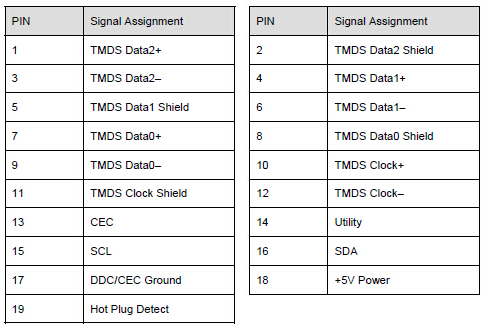 PIN Signal Assignment
1 TMDS Data2+
3 TMDS Data2–
5 TMDS Data1 Shield
7 TMDS Data0+
9 TMDS Data0–
11 TMDS Clock Shield
13 CEC
15 SCL
17 DDC/CEC Ground
19 Hot Plug Detect
PIN Signal Assignment
2 TMDS Data2 Shield
4 TMDS Data1+
6 TMDS Data1–
8 TMDS Data0 Shield
10 TMDS Clock+
12 TMDS Clock–
14 Utility
16 SDA
18 +5V Power